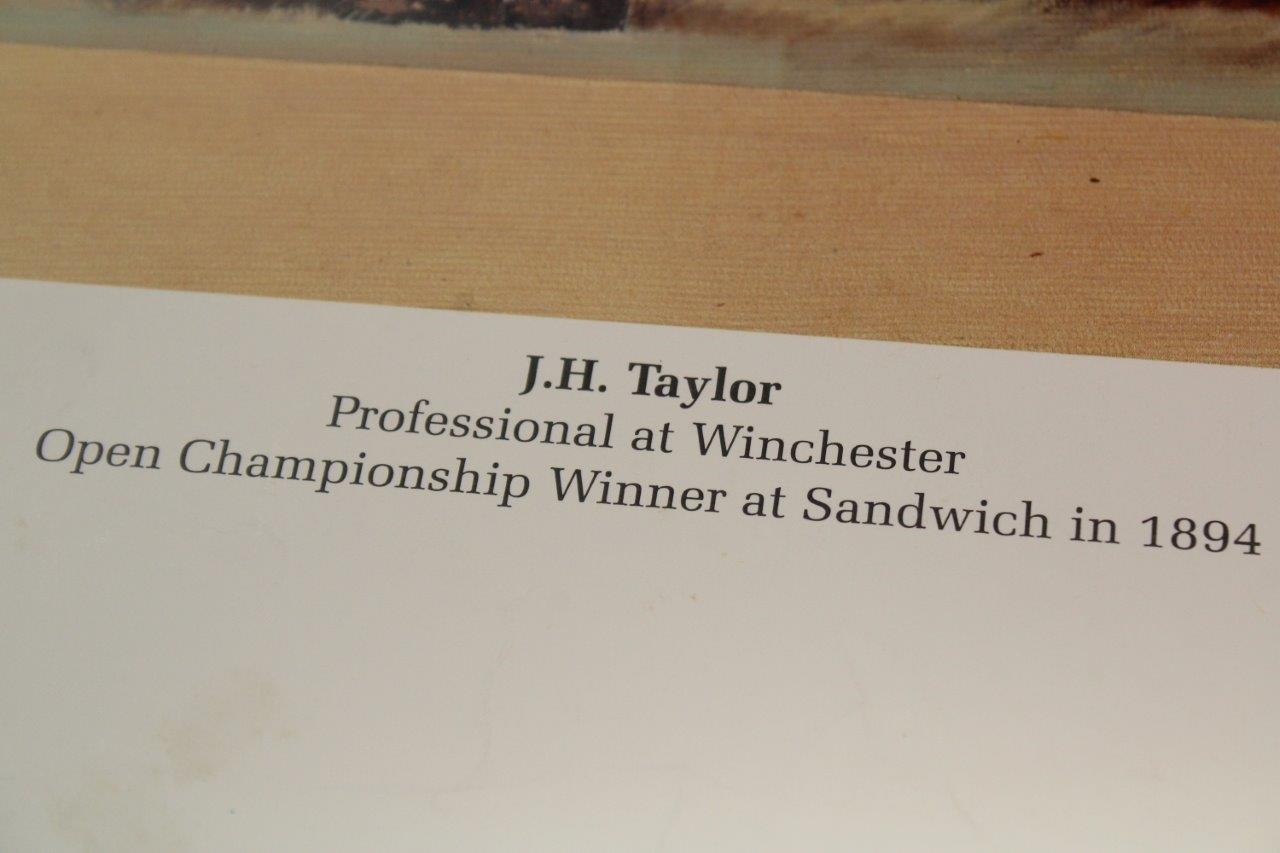 J.H. Taylor
Professional at Winchester
Open Championship Winner at Sandwich in 1894